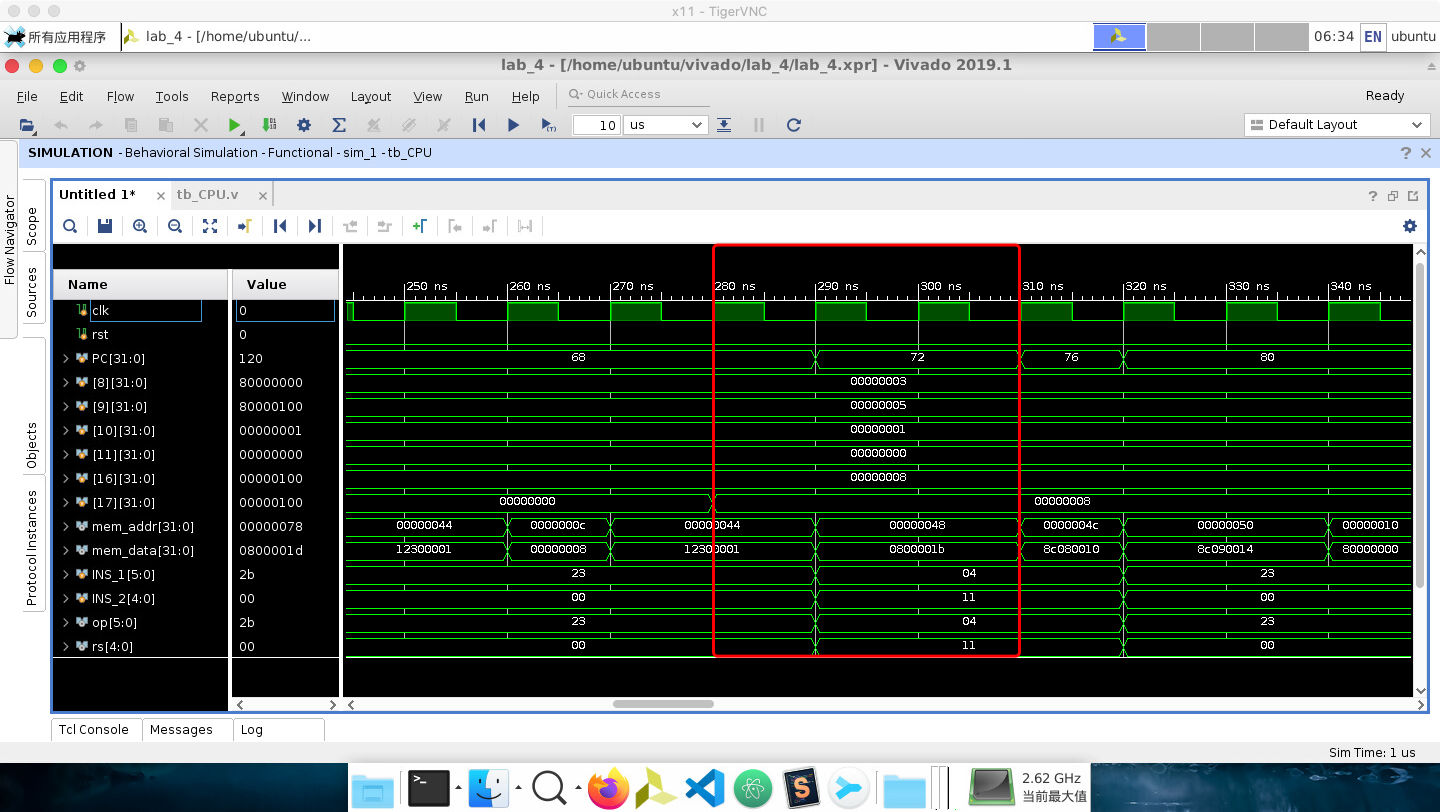 x11 - TigerVNC
所有应用程序 lab_4 - [/home/ubuntu/... 06:34 EN ubuntu
lab_4 - [/home/ubuntu/vivado/lab_4/lab_4.xpr] - Vivado 2019.1
File Edit Flow Tools Reports Window Layout View Run Help Quick Access Ready
10 us Default Layout
SIMULATION - Behavioral Simulation - Functional - sim_1 - tb_CPU
Flow Navigator
Scope
Sources
Objects
Protocol Instances
Untitled 1* tb_CPU.v
Name Value 250 ns 260 ns 270 ns 280 ns 290 ns 300 ns 310 ns 320 ns 330 ns 340 ns
clk 0
rst 0
PC[31:0] 120 68 72 76 80
[8][31:0] 80000000 00000003
[9][31:0] 80000100 00000005
[10][31:0] 00000001 00000001
[11][31:0] 00000000 00000000
[16][31:0] 00000100 00000008
[17][31:0] 00000100 00000000 00000008
mem_addr[31:0] 00000078 00000044 0000000c 00000044 00000048 0000004c 00000050 00000010
mem_data[31:0] 0800001d 12300001 00000008 12300001 0800001b 8c080010 8c090014 80000000
INS_1[5:0] 2b 23 04 23
INS_2[4:0] 00 00 11 00
op[5:0] 2b 23 04 23
rs[4:0] 00 00 11 00
Tcl Console Messages Log
Sim Time: 1 us
2.62 GHz
当前最大值